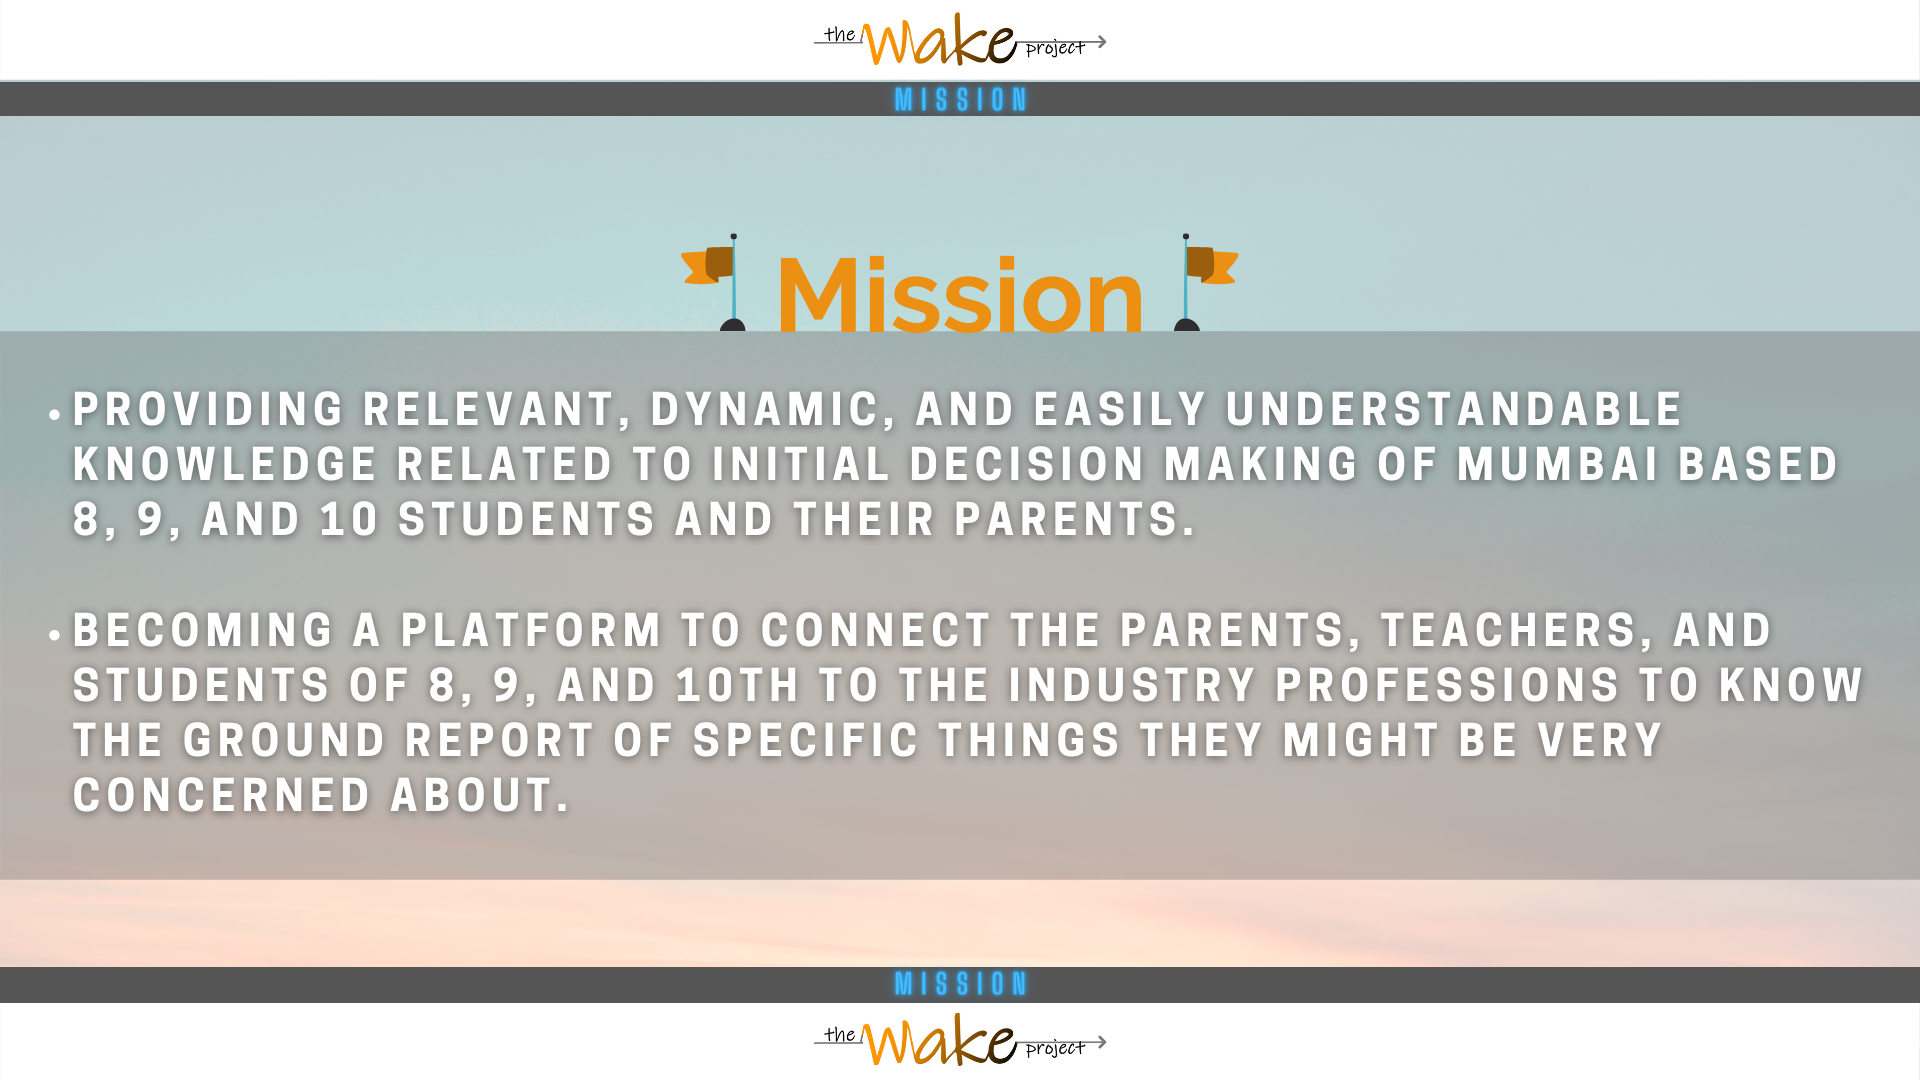 the Wake project
MISSION
Mission
• PROVIDING RELEVANT, DYNAMIC, AND EASILY UNDERSTANDABLE
KNOWLEDGE RELATED TO INITIAL DECISION MAKING OF MUMBAI BASED
8, 9, AND 10 STUDENTS AND THEIR PARENTS.
• BECOMING A PLATFORM TO CONNECT THE PARENTS, TEACHERS, AND
STUDENTS OF 8, 9, AND 10TH TO THE INDUSTRY PROFESSIONS TO KNOW
THE GROUND REPORT OF SPECIFIC THINGS THEY MIGHT BE VERY
CONCERNED ABOUT.
MISSION
the Wake project